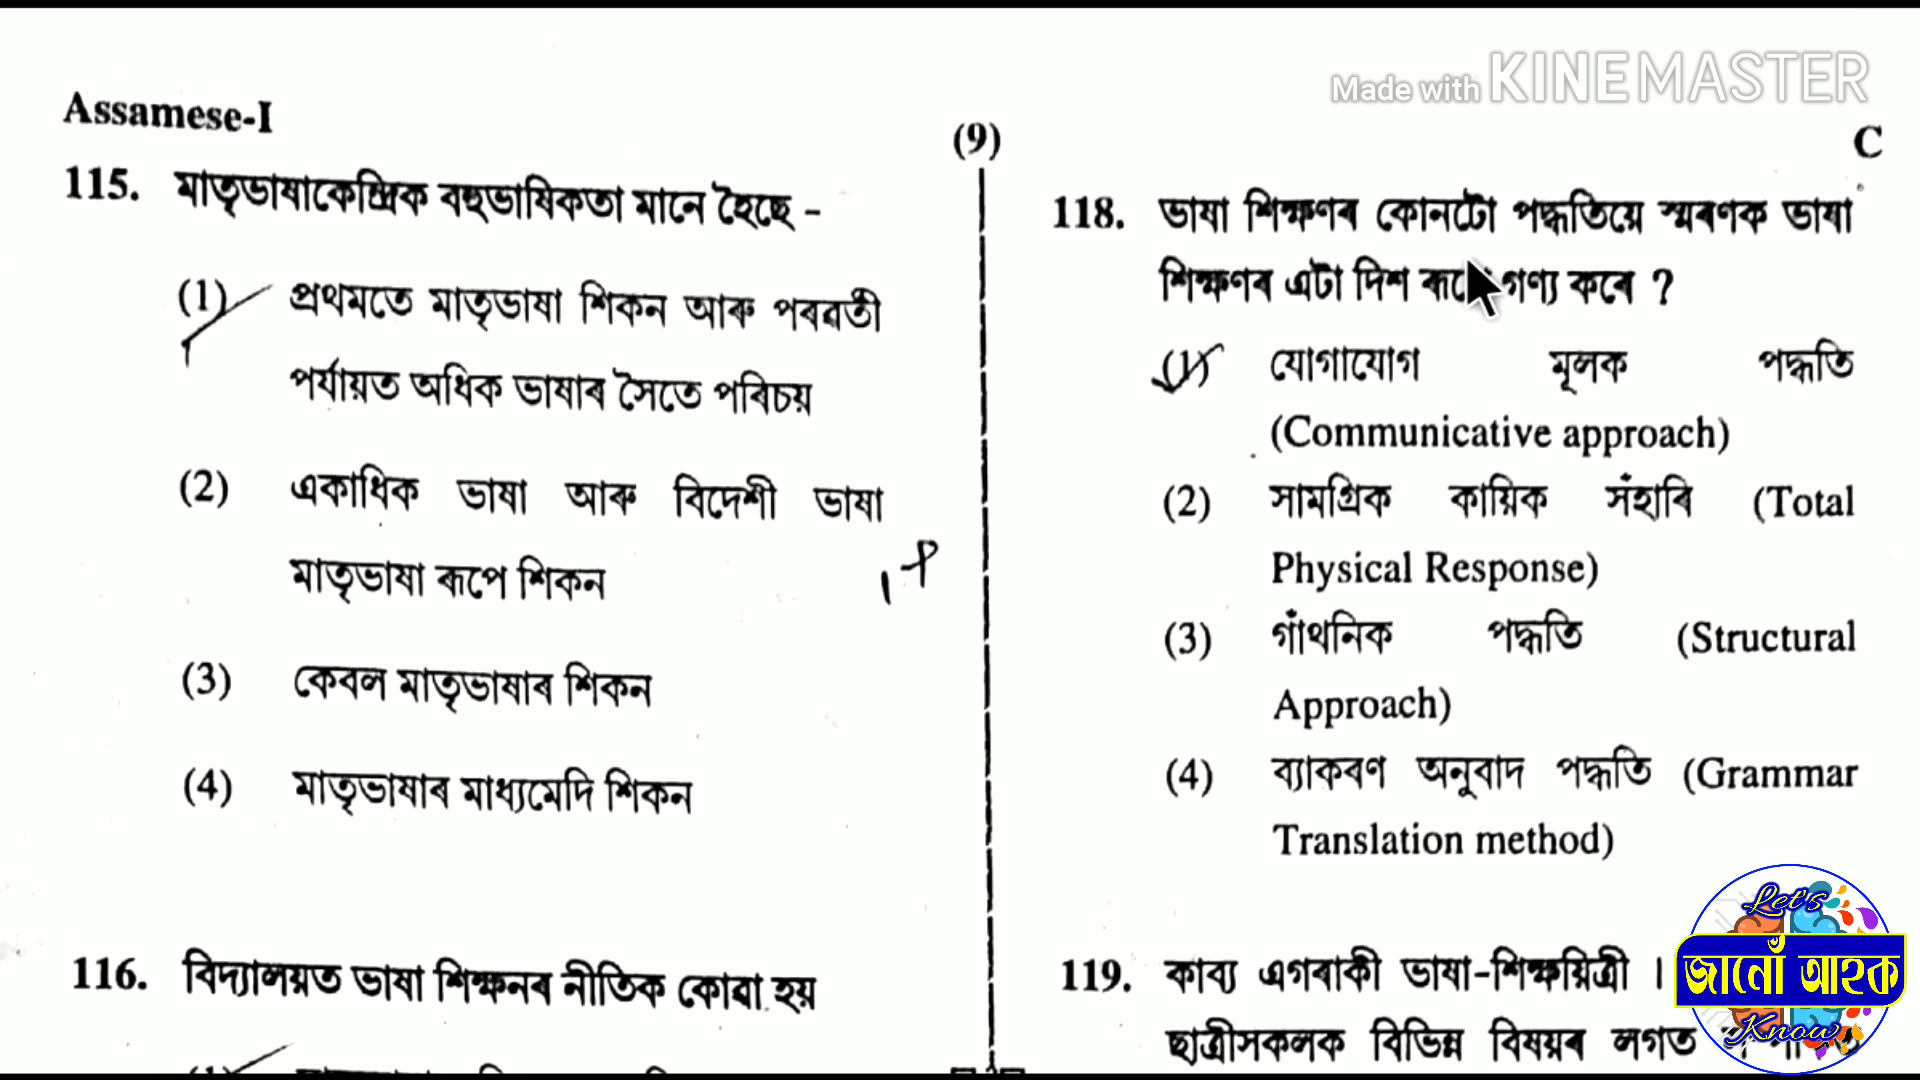 Made with KINEMASTER
Assamese-I
(9)
C
115. মাতৃভাষাকেন্দ্ৰিক বহুভাষিকতা মানে হৈছে -
(1) প্ৰথমতে মাতৃভাষা শিকন আৰু পৰৱৰ্তী
পৰ্যায়ত অধিক ভাষাৰ সৈতে পৰিচয়
(2) একাধিক ভাষা আৰু বিদেশী ভাষা
মাতৃভাষা ৰূপে শিকন
(3) কেবল মাতৃভাষাৰ শিকন
(4) মাতৃভাষাৰ মাধ্যমেদি শিকন
116. বিদ্যালয়ত ভাষা শিক্ষনৰ নীতিক কোৱা হয়
118. ভাষা শিক্ষণৰ কোনটো পদ্ধতিয়ে স্মৰণক ভাষা
শিক্ষণৰ এটা দিশ গণ্য কৰে ?
(1) যোগাযোগ মূলক পদ্ধতি
(Communicative approach)
(2) সামগ্ৰিক কায়িক সঁহাৰি (Total
Physical Response)
(3) গাঁথনিক পদ্ধতি (Structural
Approach)
(4) ব্যাকৰণ অনুবাদ পদ্ধতি (Grammar
Translation method)
119. কাব্য এগৰাকী ভাষা-শিক্ষয়িত্ৰী ।
ছাত্ৰীসকলক বিভিন্ন বিষয়ৰ লগত
Let's
জানোঁ আহক
Know